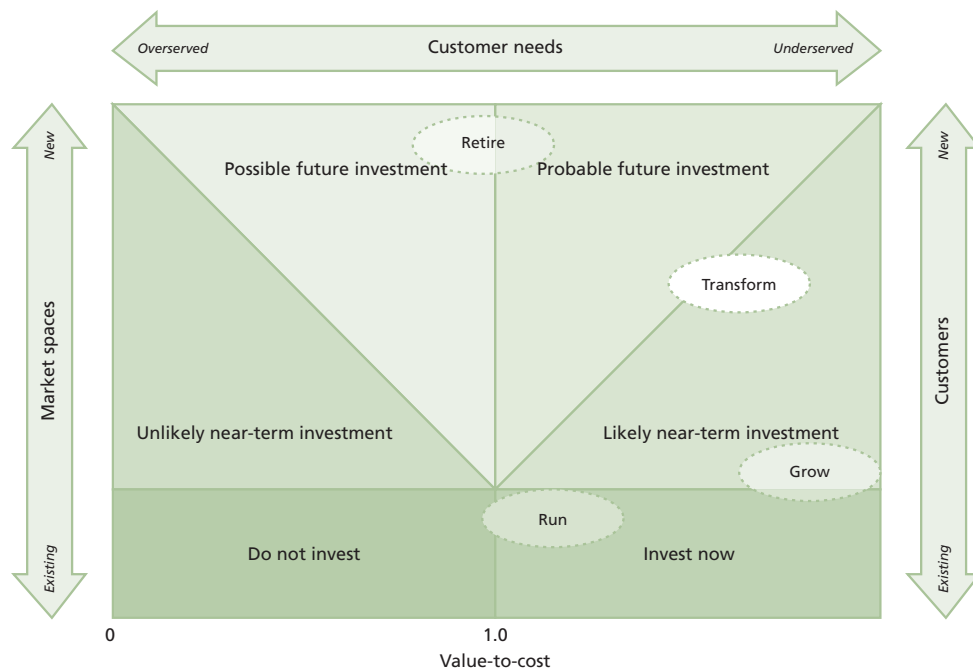 Overserved
Customer needs
Underserved
New
Market spaces
Existing
New
Customers
Existing
Retire
Possible future investment
Probable future investment
Transform
Unlikely near-term investment
Likely near-term investment
Grow
Run
Do not invest
Invest now
0
1.0
Value-to-cost